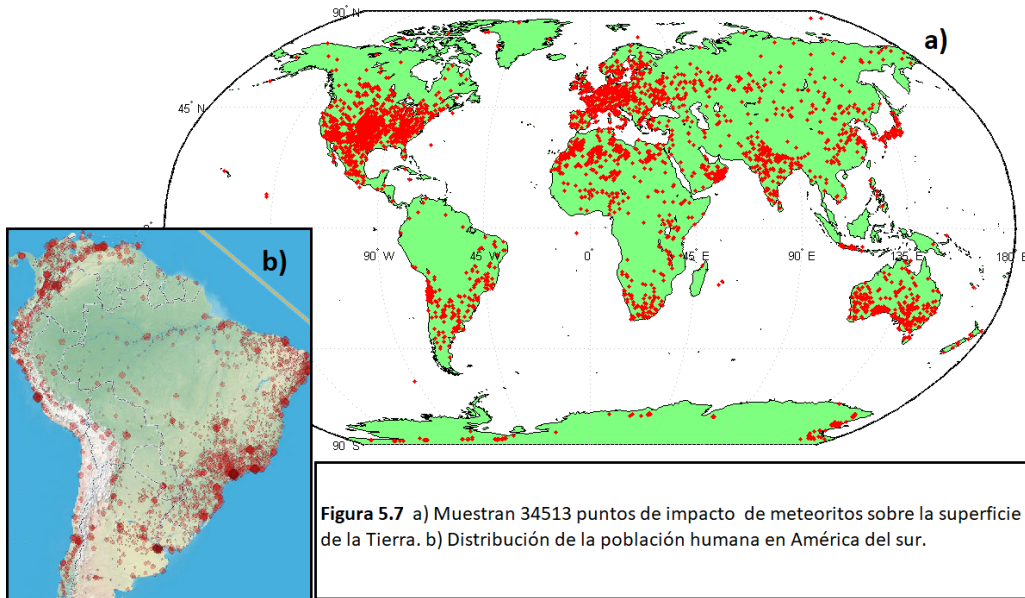 90° N
a)
45° N
0°
90° W
45° W
0°
45° E
90° E
135° E
180° E
b)
90° S
Figura 5.7 a) Muestran 34513 puntos de impacto de meteoritos sobre la superficie
de la Tierra. b) Distribución de la población humana en América del sur.